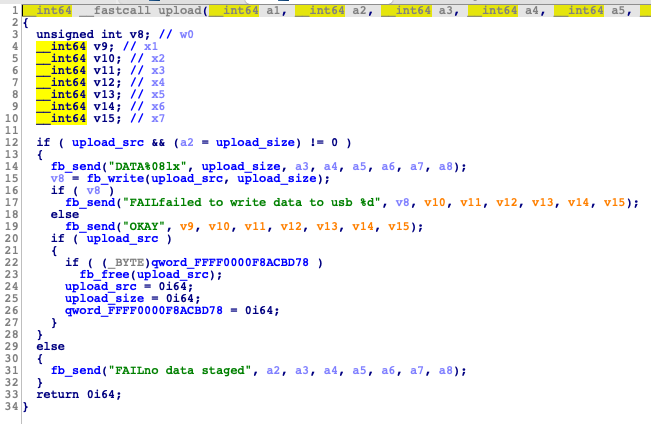 1 __int64 __fastcall upload(__int64 a1, __int64 a2, __int64 a3, __int64 a4, __int64 a5,
2 {
3 unsigned int v8; // w0
4 __int64 v9; // x1
5 __int64 v10; // x2
6 __int64 v11; // x3
7 __int64 v12; // x4
8 __int64 v13; // x5
9 __int64 v14; // x6
10 __int64 v15; // x7
11
12 if ( upload_src && (a2 = upload_size) != 0 )
13 {
14 fb_send("DATA%08lx", upload_size, a3, a4, a5, a6, a7, a8);
15 v8 = fb_write(upload_src, upload_size);
16 if ( v8 )
17 fb_send("FAILfailed to write data to usb %d", v8, v10, v11, v12, v13, v14, v15);
18 else
19 fb_send("OKAY", v9, v10, v11, v12, v13, v14, v15);
20 if ( upload_src )
21 {
22 if ( (_BYTE)qword_FFFF0000F8ACBD78 )
23 fb_free(upload_src);
24 upload_src = 0i64;
25 upload_size = 0i64;
26 qword_FFFF0000F8ACBD78 = 0i64;
27 }
28 }
29 else
30 {
31 fb_send("FAILno data staged", a2, a3, a4, a5, a6, a7, a8);
32 }
33 return 0i64;
34 }